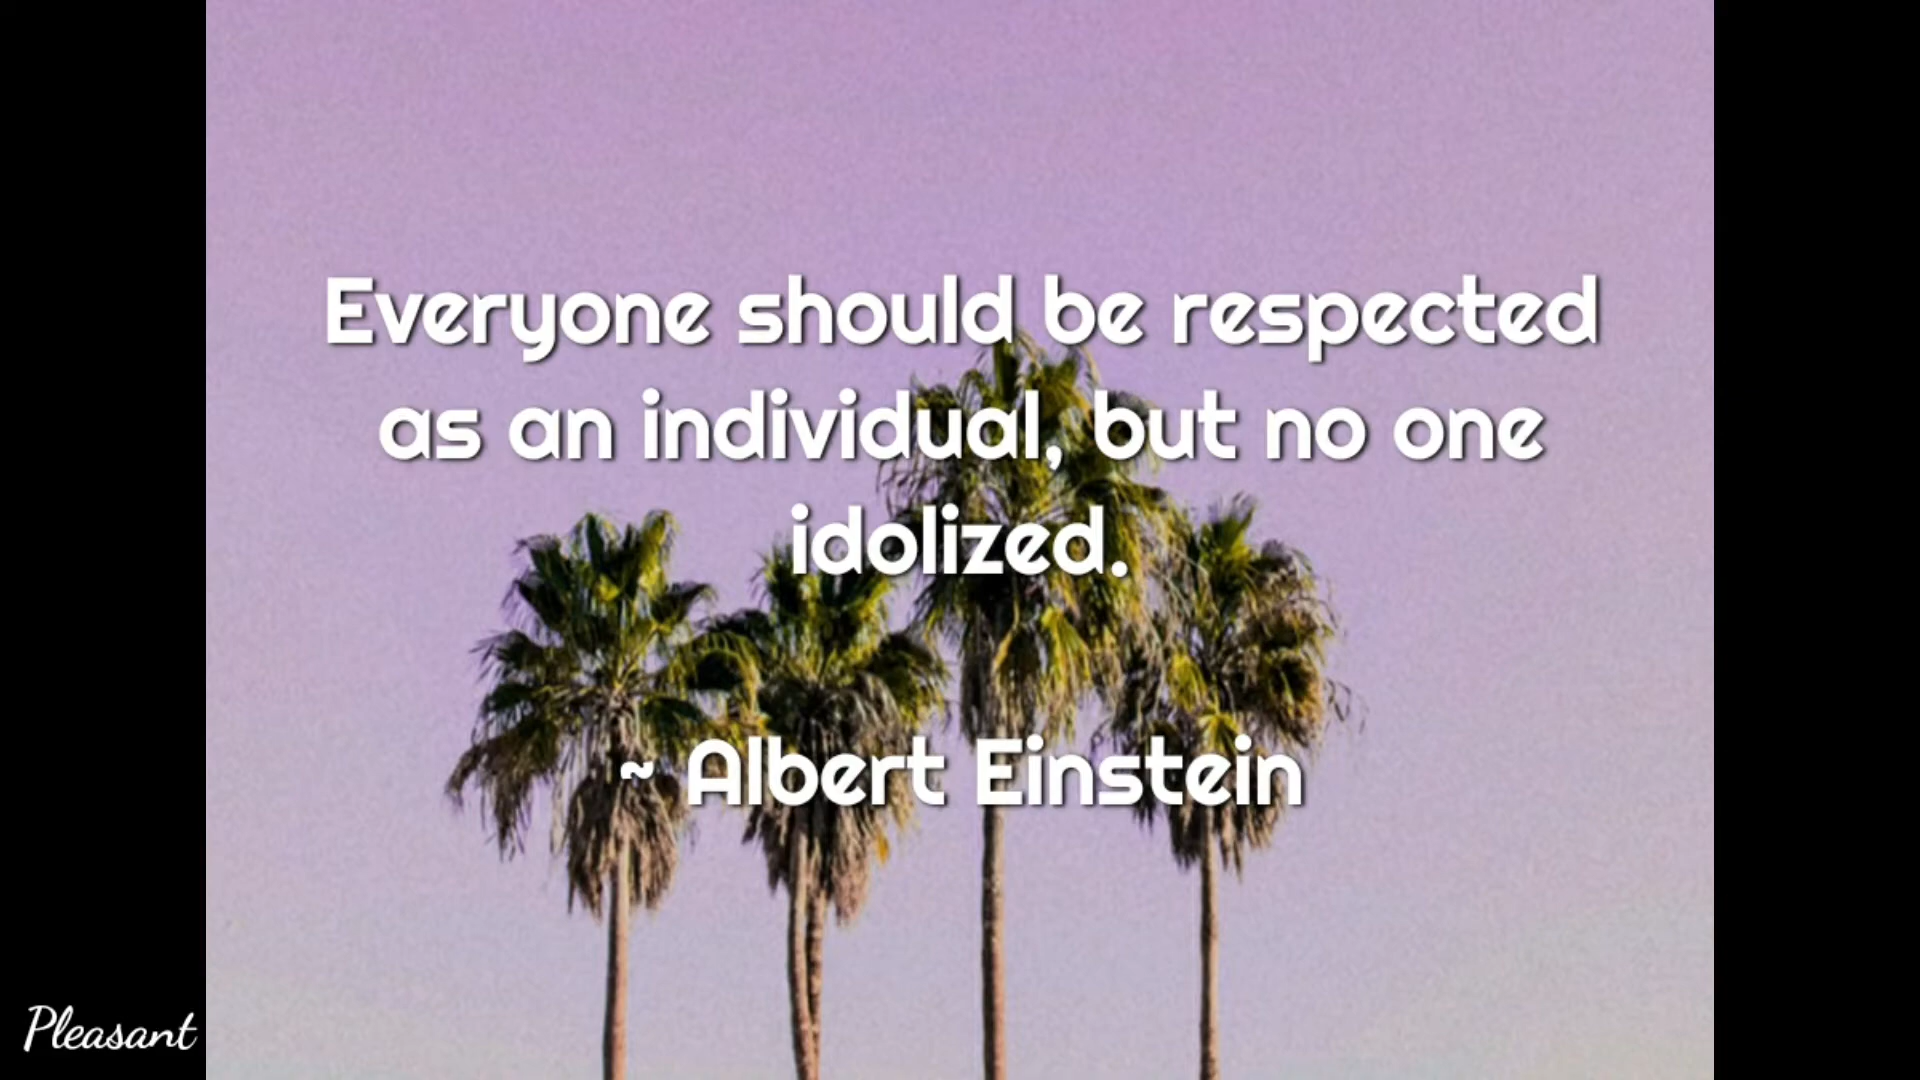 Everyone should be respected
as an individual, but no one
idolized.
~ Albert Einstein
Pleasant